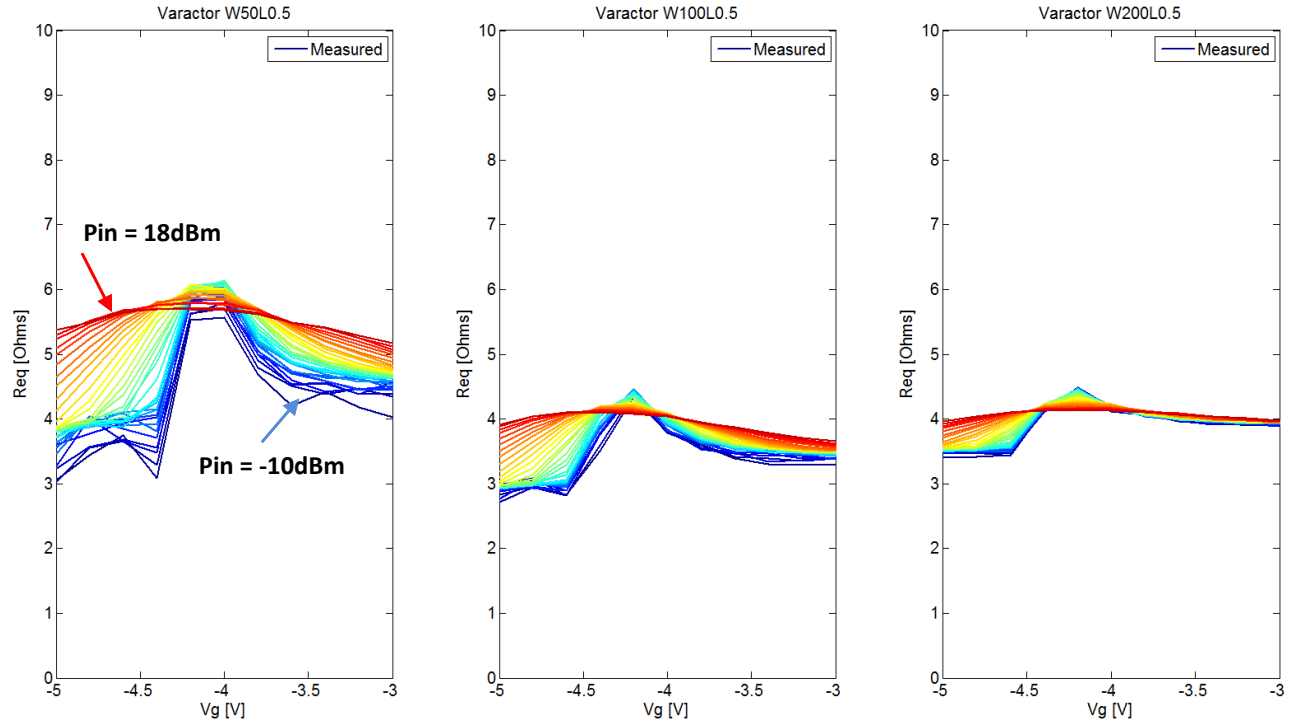 Varactor W50L0.5
Measured
10
9
8
7
6
5
4
3
2
1
0
Req [Ohms]
Pin = 18dBm
Pin = -10dBm
-5 -4.5 -4 -3.5 -3
Vg [V]
Varactor W100L0.5
Measured
10
9
8
7
6
5
4
3
2
1
0
Req [Ohms]
-5 -4.5 -4 -3.5 -3
Vg [V]
Varactor W200L0.5
Measured
10
9
8
7
6
5
4
3
2
1
0
Req [Ohms]
-5 -4.5 -4 -3.5 -3
Vg [V]